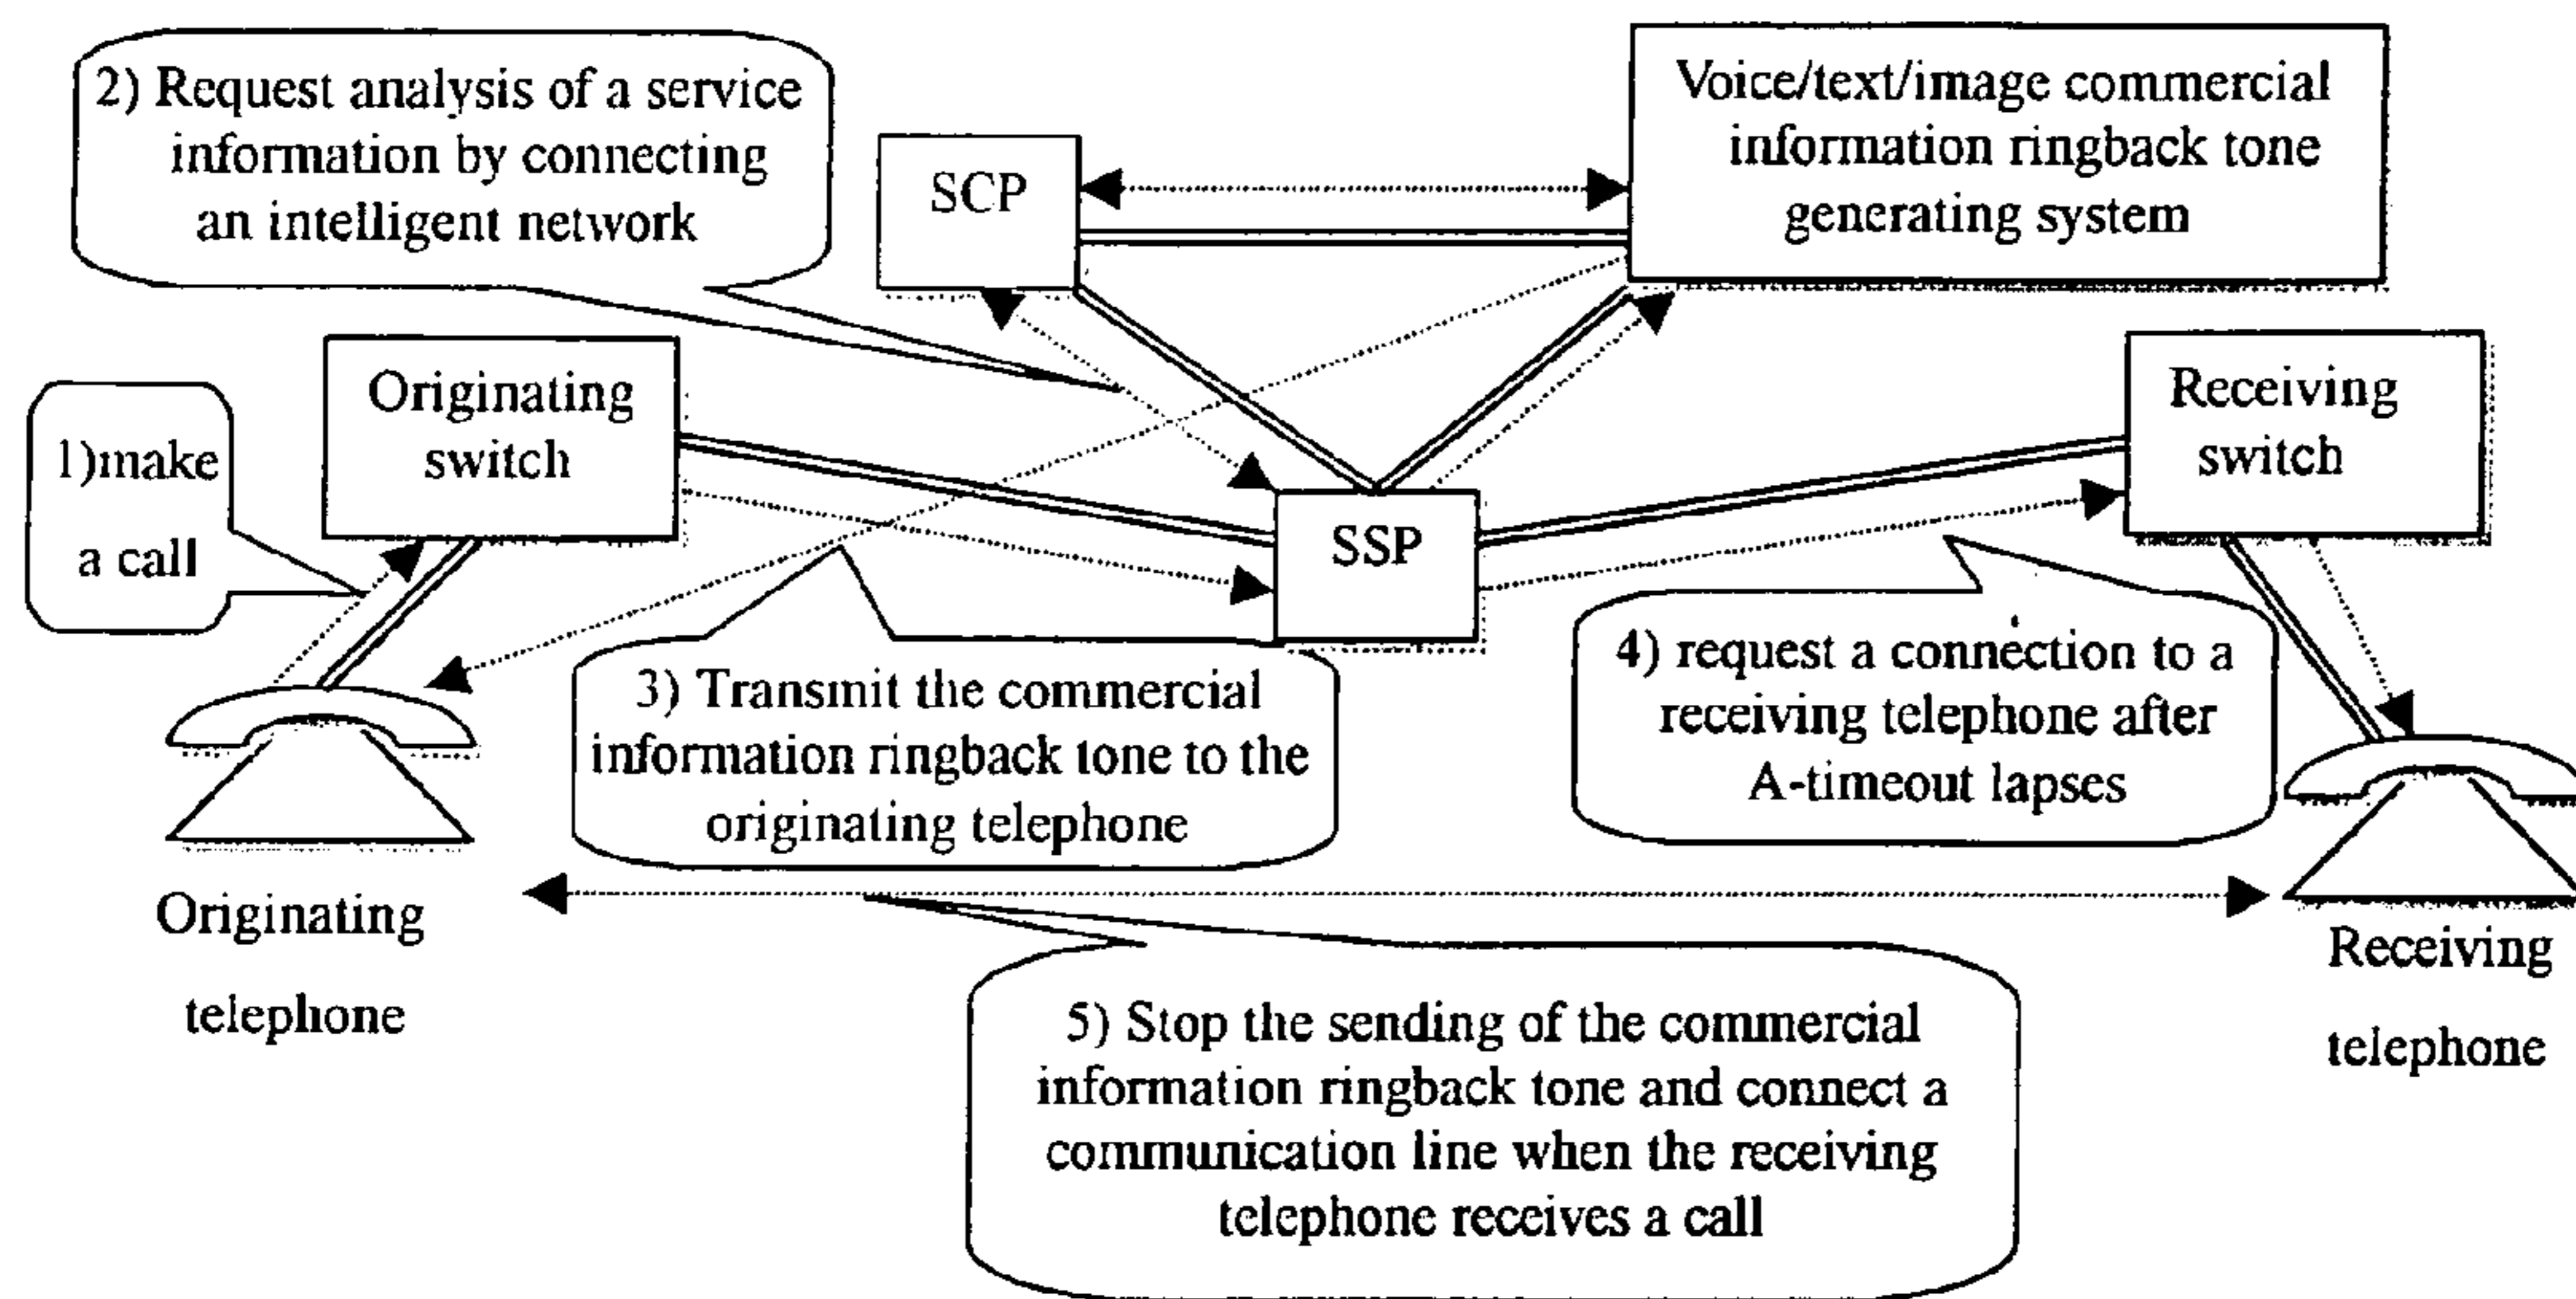 2) Request analysis of a service
information by connecting
an intelligent network
Voice/text/image commercial
information ringback tone
generating system
SCP
Originating
switch
Receiving
switch
1)make
a call
SSP
3) Transmit the commercial
information ringback tone to the
originating telephone
4) request a connection to a
receiving telephone after
A-timeout lapses
Originating
telephone
Receiving
telephone
5) Stop the sending of the commercial
information ringback tone and connect a
communication line when the receiving
telephone receives a call